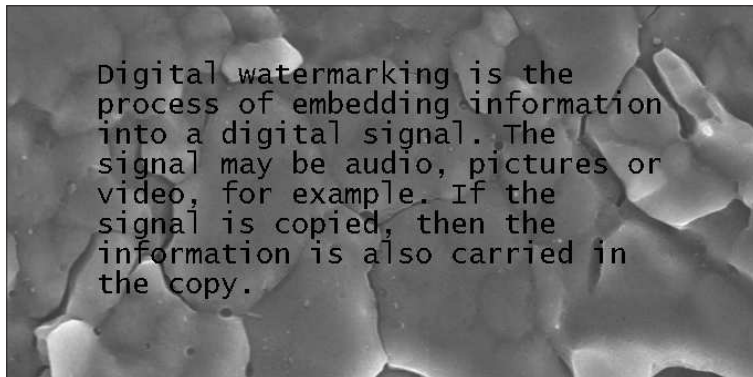 Digital watermarking is the
process of embedding information
into a digital signal. The
signal may be audio, pictures or
video, for example. If the
signal is copied, then the
information is also carried in
the copy.